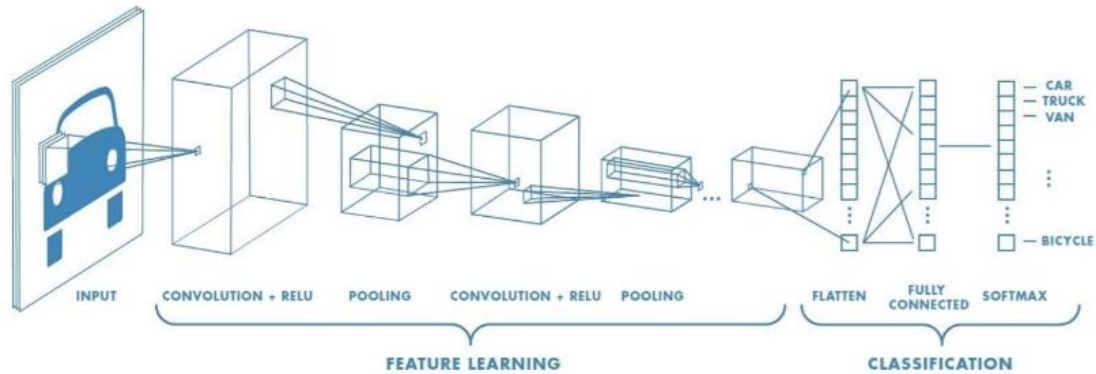 CAR
TRUCK
VAN
BICYCLE
INPUT
CONVOLUTION + RELU
POOLING
CONVOLUTION + RELU
POOLING
FLATTEN
FULLY
CONNECTED
SOFTMAX
FEATURE LEARNING
CLASSIFICATION